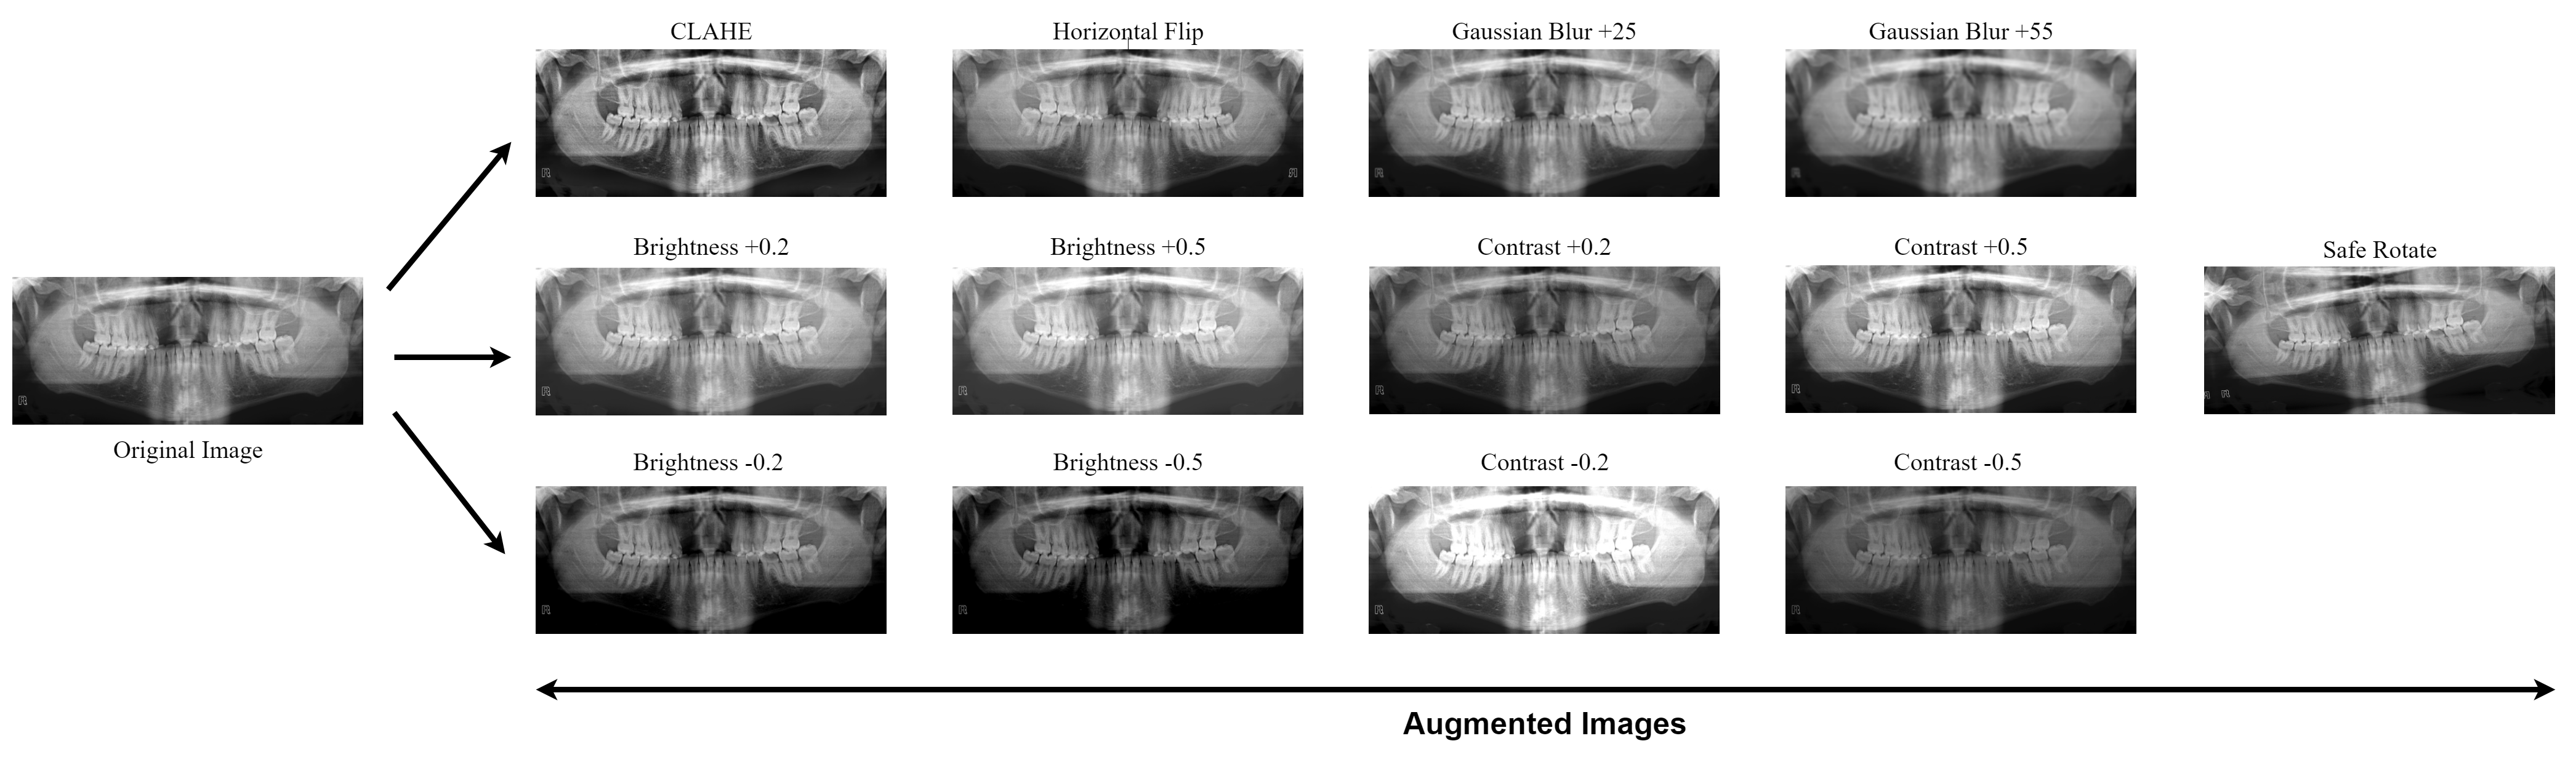 CLAHE
Horizontal Flip
Gaussian Blur +25
Gaussian Blur +55
R
R
R
R
Brightness +0.2
Brightness +0.5
Contrast +0.2
Contrast +0.5
Safe Rotate
R
R
R
R
R
R
R
Original Image
Brightness -0.2
Brightness -0.5
Contrast -0.2
Contrast -0.5
R
R
R
R
Augmented Images